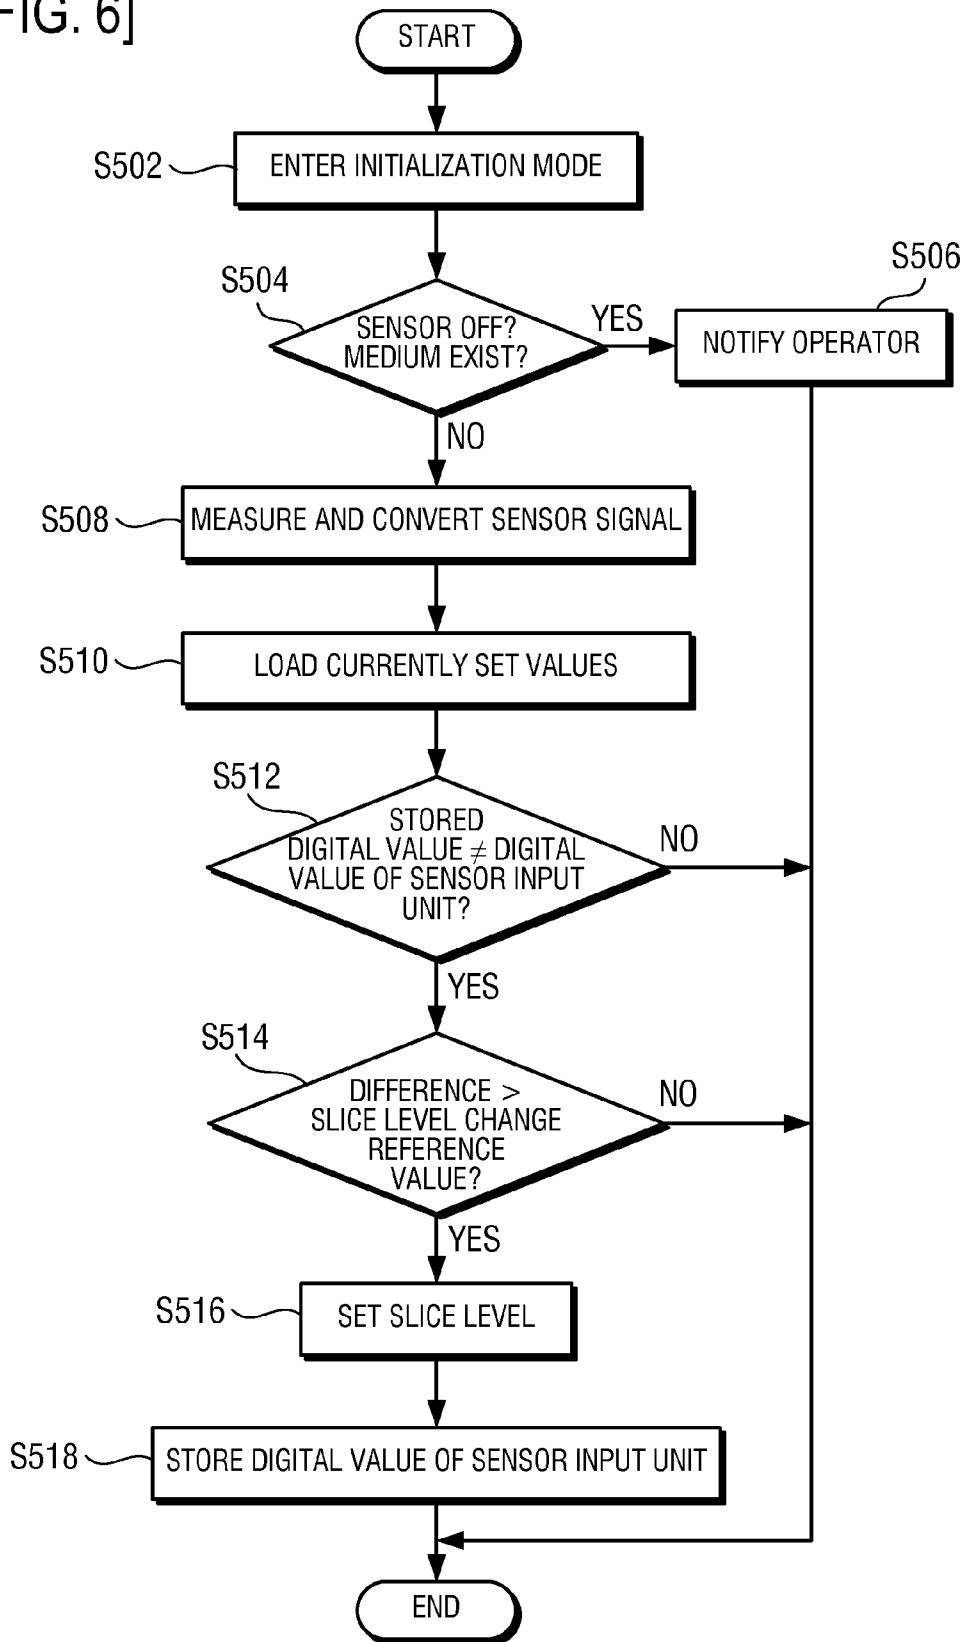 FIG. 6]
START
S502
ENTER INITIALIZATION MODE
S504
SENSOR OFF?
MEDIUM EXIST?
YES
S506
NOTIFY OPERATOR
NO
S508
MEASURE AND CONVERT SENSOR SIGNAL
S510
LOAD CURRENTLY SET VALUES
S512
STORED
DIGITAL VALUE ≠ DIGITAL
VALUE OF SENSOR INPUT
UNIT?
NO
YES
S514
DIFFERENCE >
SLICE LEVEL CHANGE
REFERENCE
VALUE?
NO
YES
S516
SET SLICE LEVEL
S518
STORE DIGITAL VALUE OF SENSOR INPUT UNIT
END